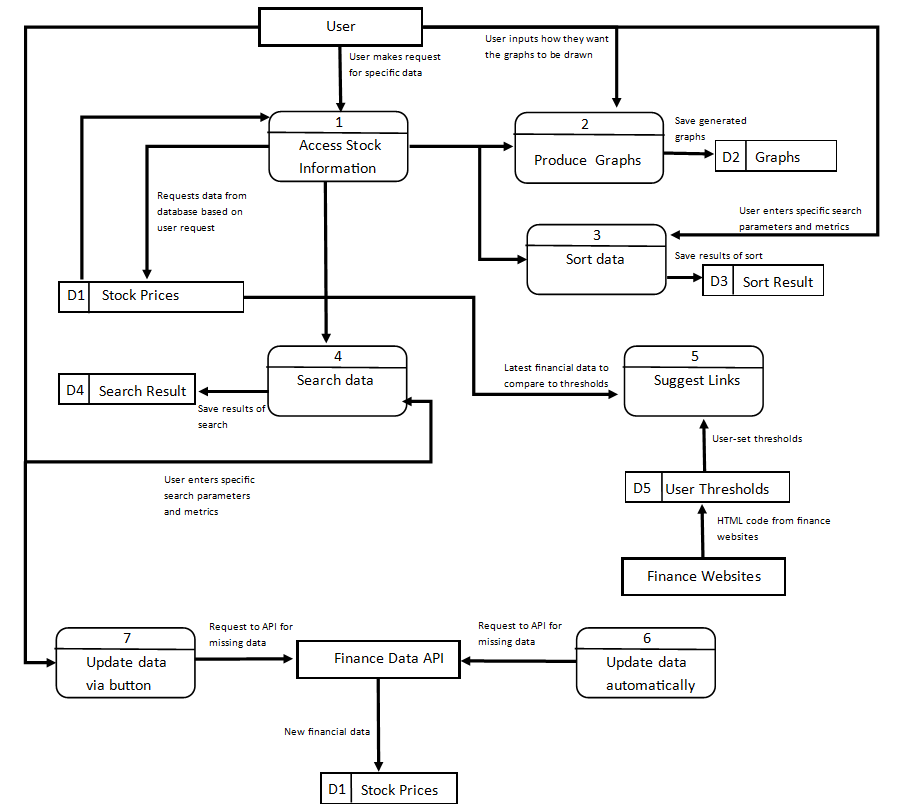 User
User makes request
for specific data
User inputs how they want
the graphs to be drawn
1
Access Stock
Information
2
Produce Graphs
Save generated
graphs
D2 Graphs
Requests data from
database based on
user request
User enters specific search
parameters and metrics
3
Sort data
Save results of sort
D3 Sort Result
D1 Stock Prices
4
Search data
D4 Search Result
Save results of
search
Latest financial data to
compare to thresholds
5
Suggest Links
User-set thresholds
User enters specific
search parameters
and metrics
D5 User Thresholds
HTML code from finance
websites
Finance Websites
7
Update data
via button
Request to API for
missing data
Finance Data API
Request to API for
missing data
6
Update data
automatically
New financial data
D1 Stock Prices